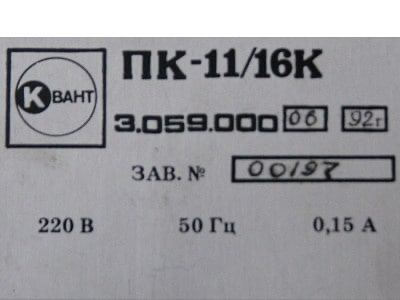 КВАНТ
ПК-11/16К
3.059.000 06 92г
ЗАВ. № 00197
220 В 50 Гц 0,15 А